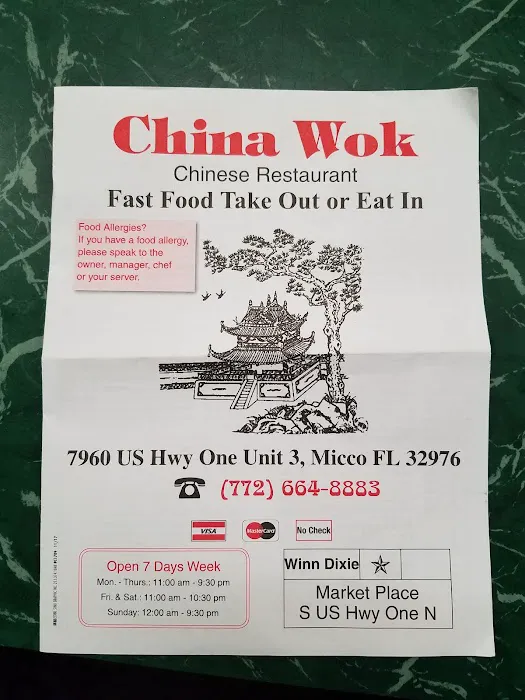 China Wok
Chinese Restaurant
Fast Food Take Out or Eat In
Food Allergies?
If you have a food allergy,
please speak to the
owner, manager, chef
or your server.
7960 US Hwy One Unit 3, Micco FL 32976
(772) 664-8883
VISA
MasterCard
No Check
Open 7 Days Week
Mon. - Thurs.: 11:00 am - 9:30 pm
Fri. & Sat.: 11:00 am - 10:30 pm
Sunday: 12:00 am - 9:30 pm
Winn Dixie
Market Place
S US Hwy One N